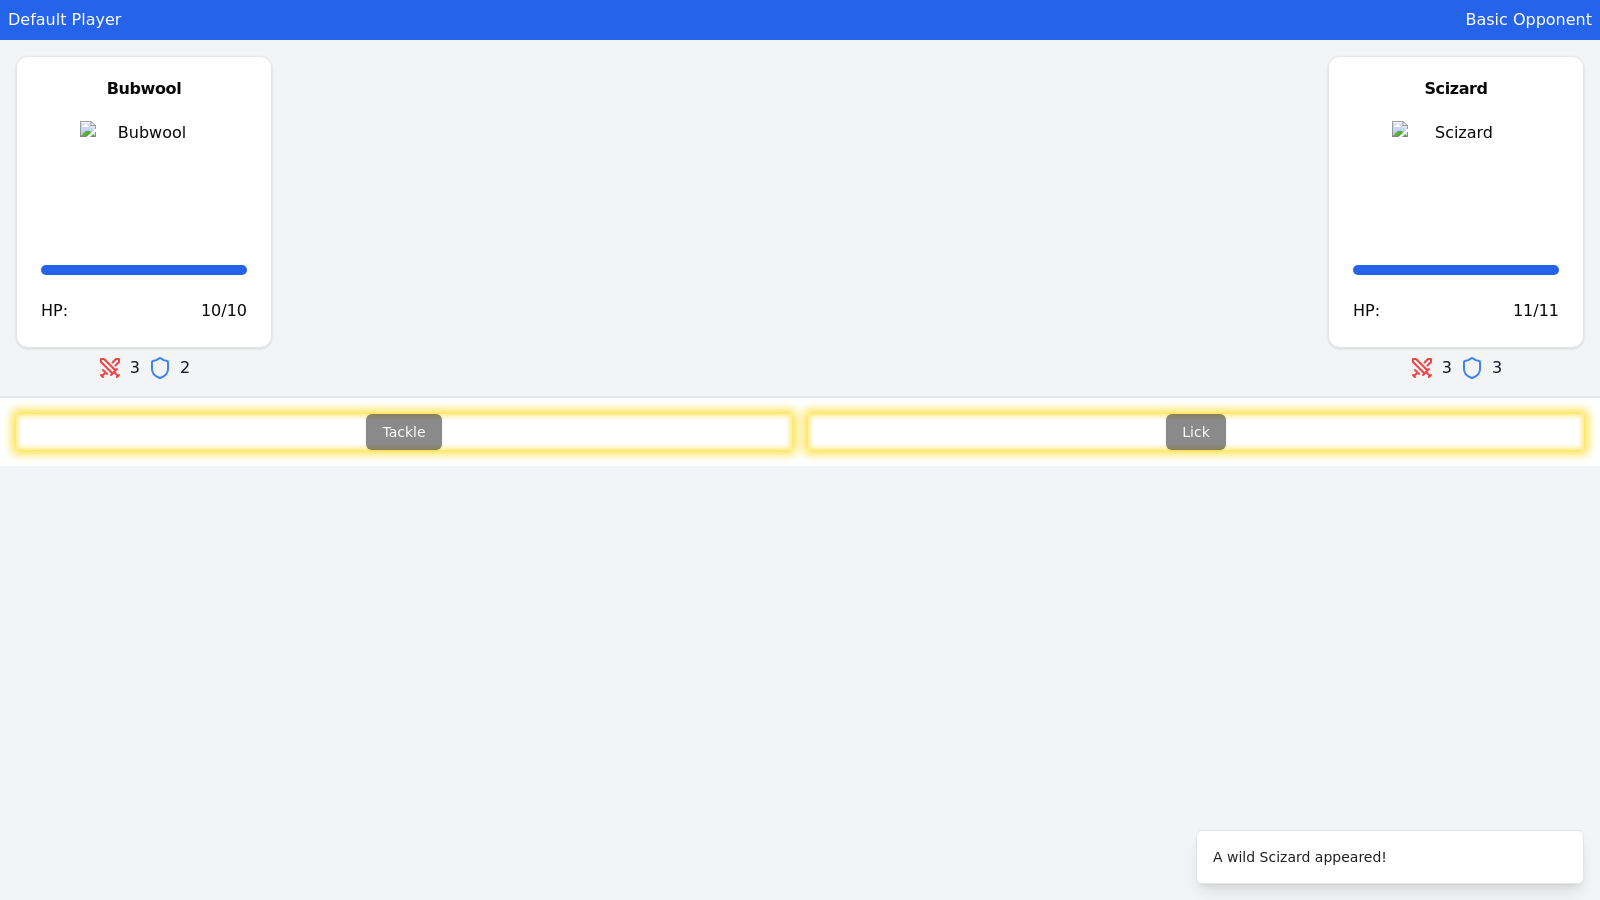 Default Player
Basic Opponent
Bubwool
Bubwool
HP: 10/10
3 2
Scizard
Scizard
HP: 11/11
3 3
Tackle
Lick
A wild Scizard appeared!